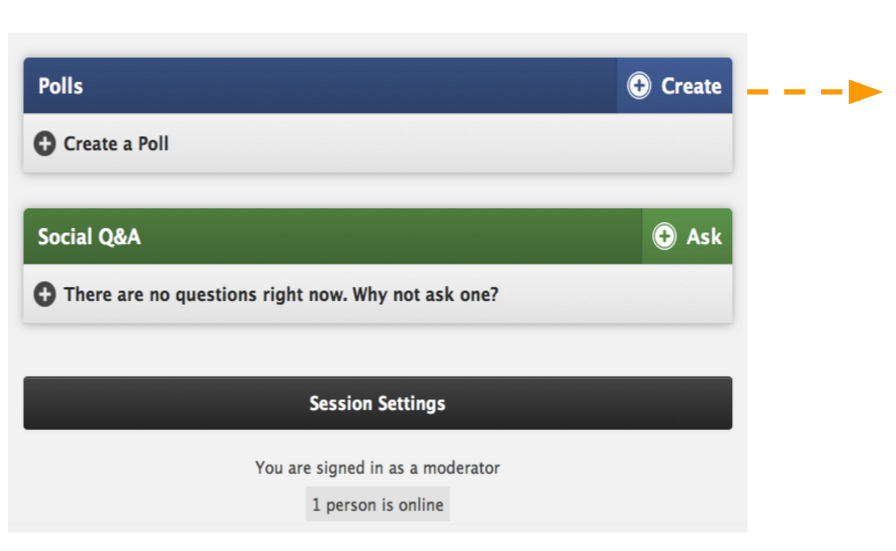 Polls
Create
Create a Poll
Social Q&A
Ask
There are no questions right now. Why not ask one?
Session Settings
You are signed in as a moderator
1 person is online